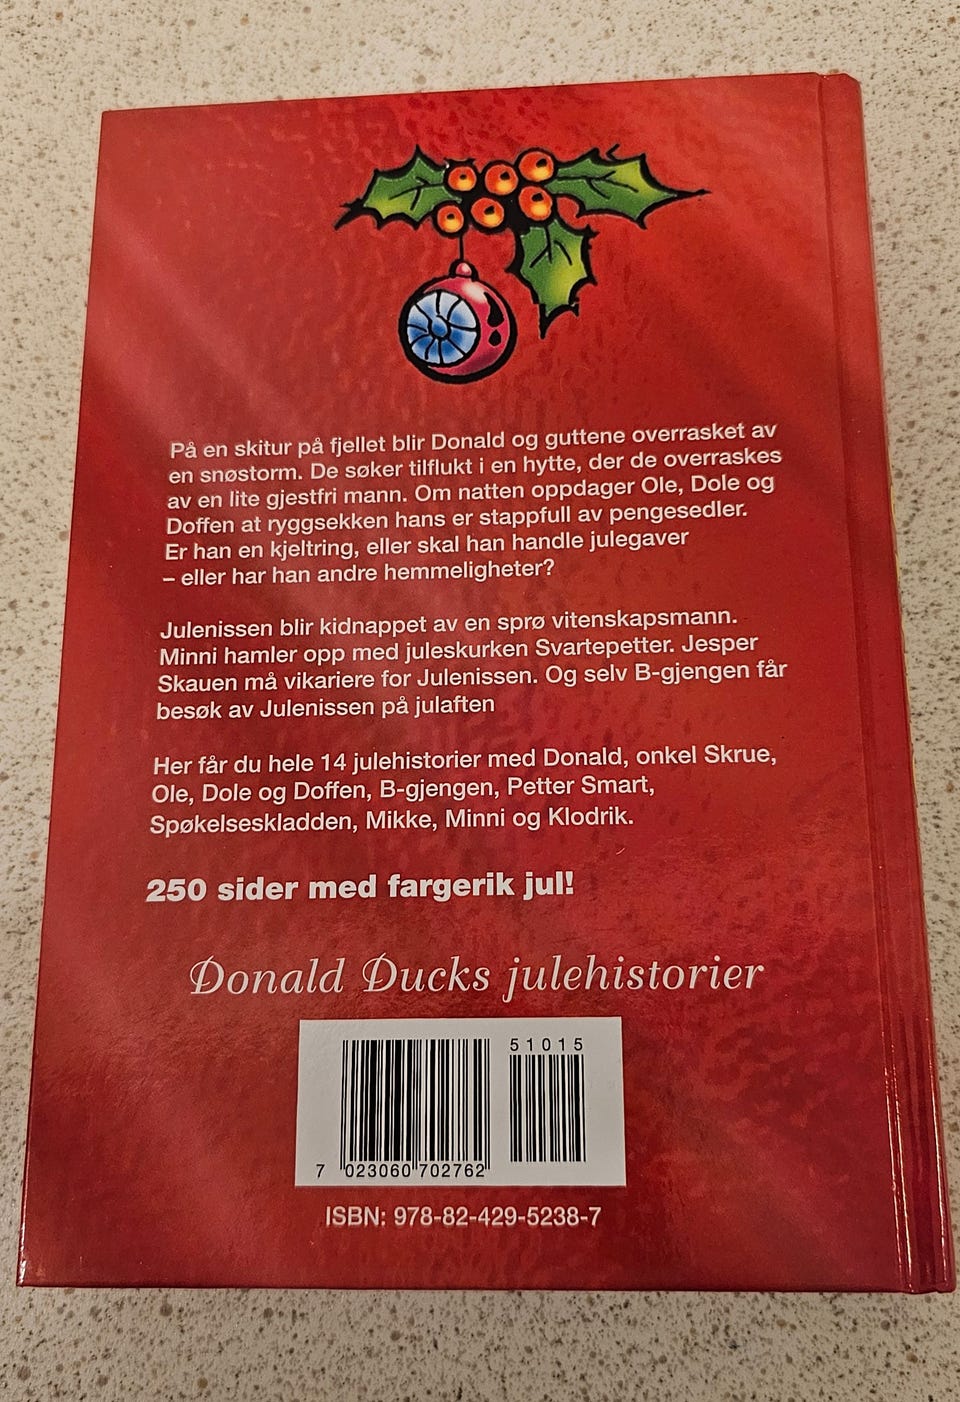 På en skitur på fjellet blir Donald og guttene overrasket av
en snøstorm. De søker tilflukt i en hytte, der de overraskes
av en lite gjestfri mann. Om natten oppdager Ole, Dole og
Doffen at ryggsekken hans er stappfull av pengesedler.
Er han en kjeltring, eller skal han handle julegaver
– eller har han andre hemmeligheter?
Julenissen blir kidnappet av en sprø vitenskapsmann.
Minni hamler opp med juleskurken Svartepetter. Jesper
Skauen må vikariere for Julenissen. Og selv B-gjengen får
besøk av Julenissen på julaften
Her får du hele 14 julehistorier med Donald, onkel Skrue,
Ole, Dole og Doffen, B-gjengen, Petter Smart,
Spøkelseskladden, Mikke, Minni og Klodrik.
250 sider med fargerik jul!
Donald Ducks julehistorier
51015
7 023060 702762
ISBN: 978-82-429-5238-7